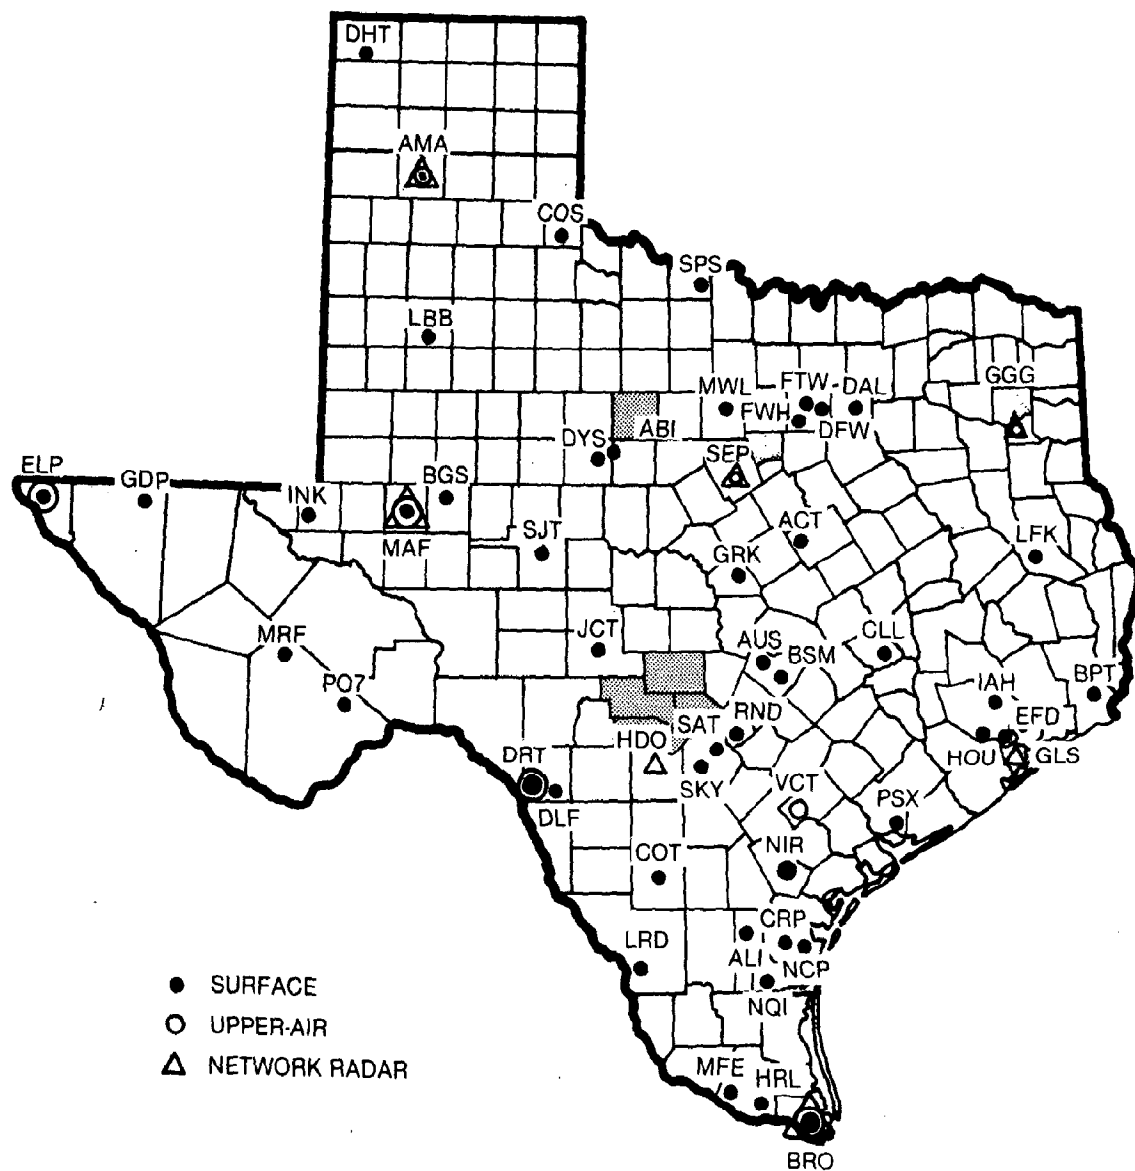 DHT
AMA
COS
SPS
LBB
GGG
MWL
FTW
DAL
FWH
ABI
DFW
DYS
SEP
ELP
GDP
BGS
INK
ACT
SJT
LFK
MAF
GRK
JCT
AUS
CLL
MRF
BSM
BPT
IAH
PO7
RND
EFD
SAT
HDO
HOU
GLS
DRT
SKY
VCT
PSX
DLF
NIR
COT
CRP
LRD
ALI
NCP
SURFACE
NQI
UPPER-AIR
NETWORK RADAR
MFE
HRL
BRO